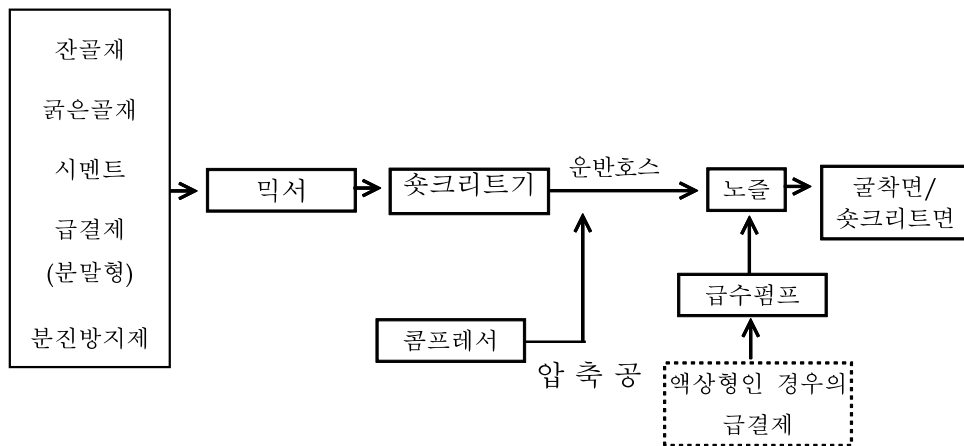 잔골재
굵은골재
시멘트
급결제
(분말형)
분진방지제
믹서
숏크리트기
운반호스
노즐
굴착면/
숏크리트면
급수펌프
콤프레서
압 축 공
액상형인 경우의
급결제